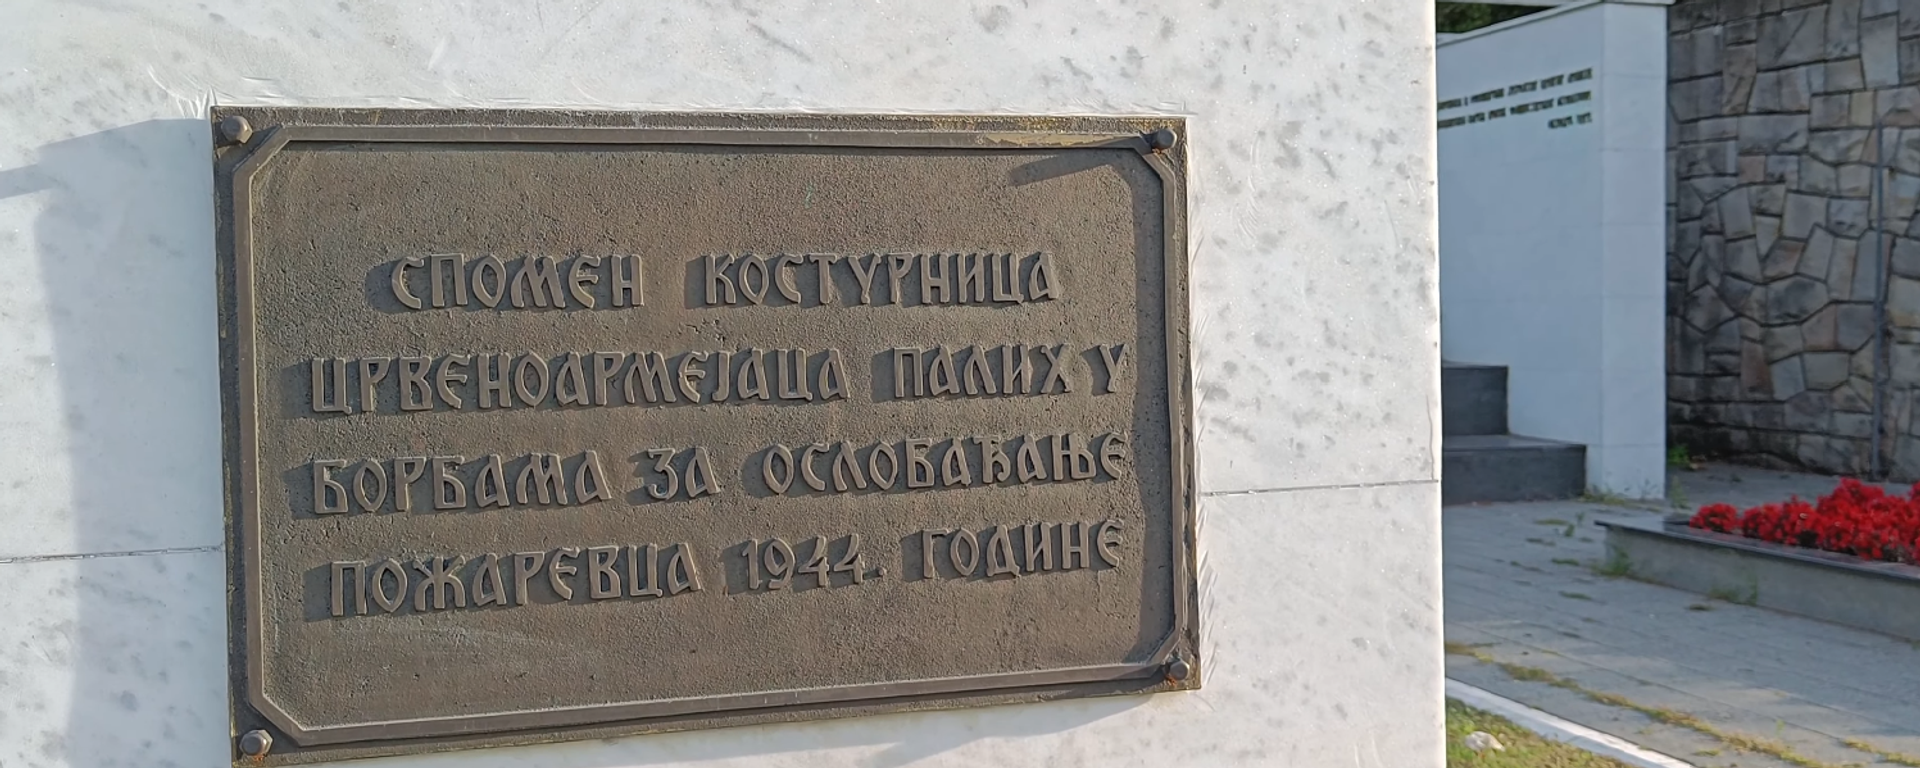 СПОМЕН КОСТУРНИЦА
ЦРВЕНОАРМЕЈАЦА ПАЛИХ У
БОРБАМА ЗА ОСЛОБАЂАЊЕ
ПОЖАРЕВЦА 1944. ГОДИНЕ